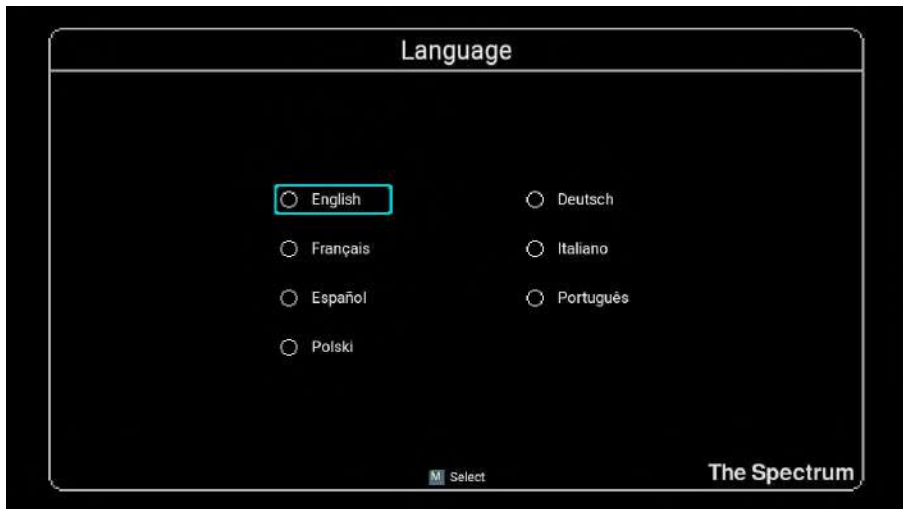 Language
English
Deutsch
Français
Italiano
Español
Português
Polski
M Select
The Spectrum